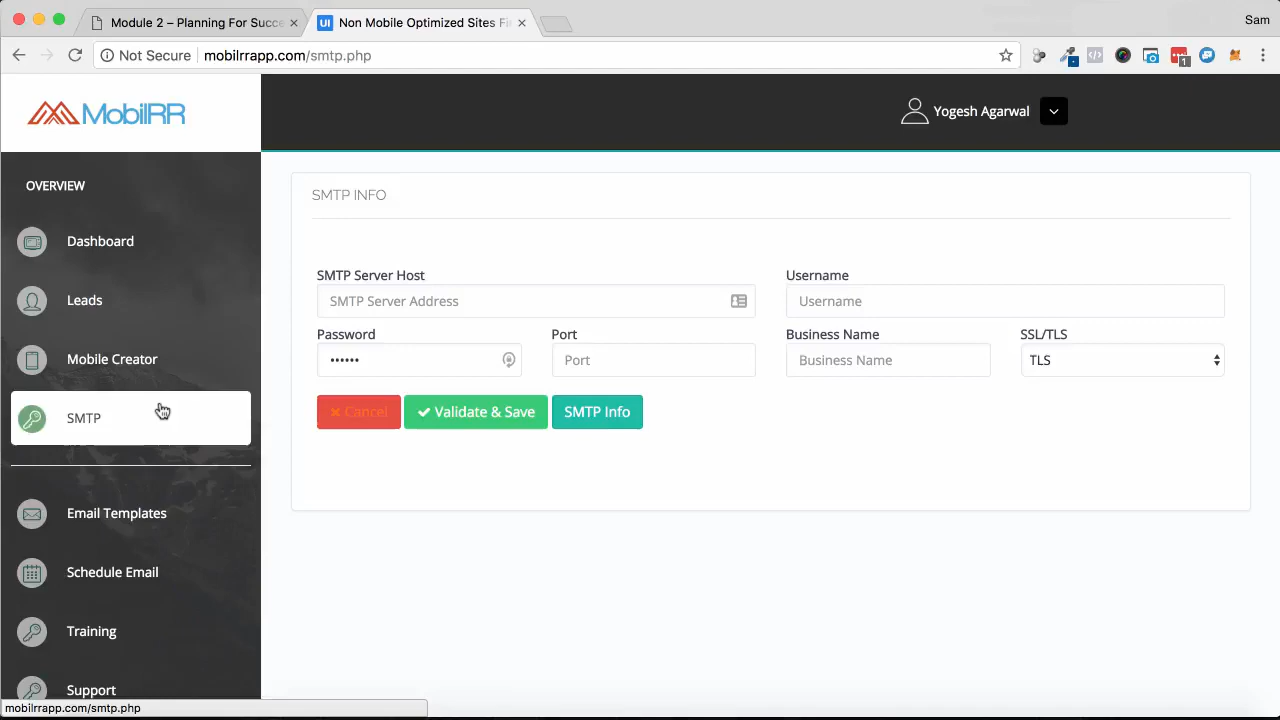 Module 2 – Planning For Succe
Non Mobile Optimized Sites Fi
Sam
Not Secure
mobilrrapp.com/smtp.php
1
MobilRR
Yogesh Agarwal
OVERVIEW
Dashboard
Leads
Mobile Creator
SMTP
Email Templates
Schedule Email
Training
Support
SMTP INFO
SMTP Server Host
Username
SMTP Server Address
Username
Password
Port
Business Name
SSL/TLS
••••••
Port
Business Name
TLS
Cancel
Validate & Save
SMTP Info
mobilrrapp.com/smtp.php